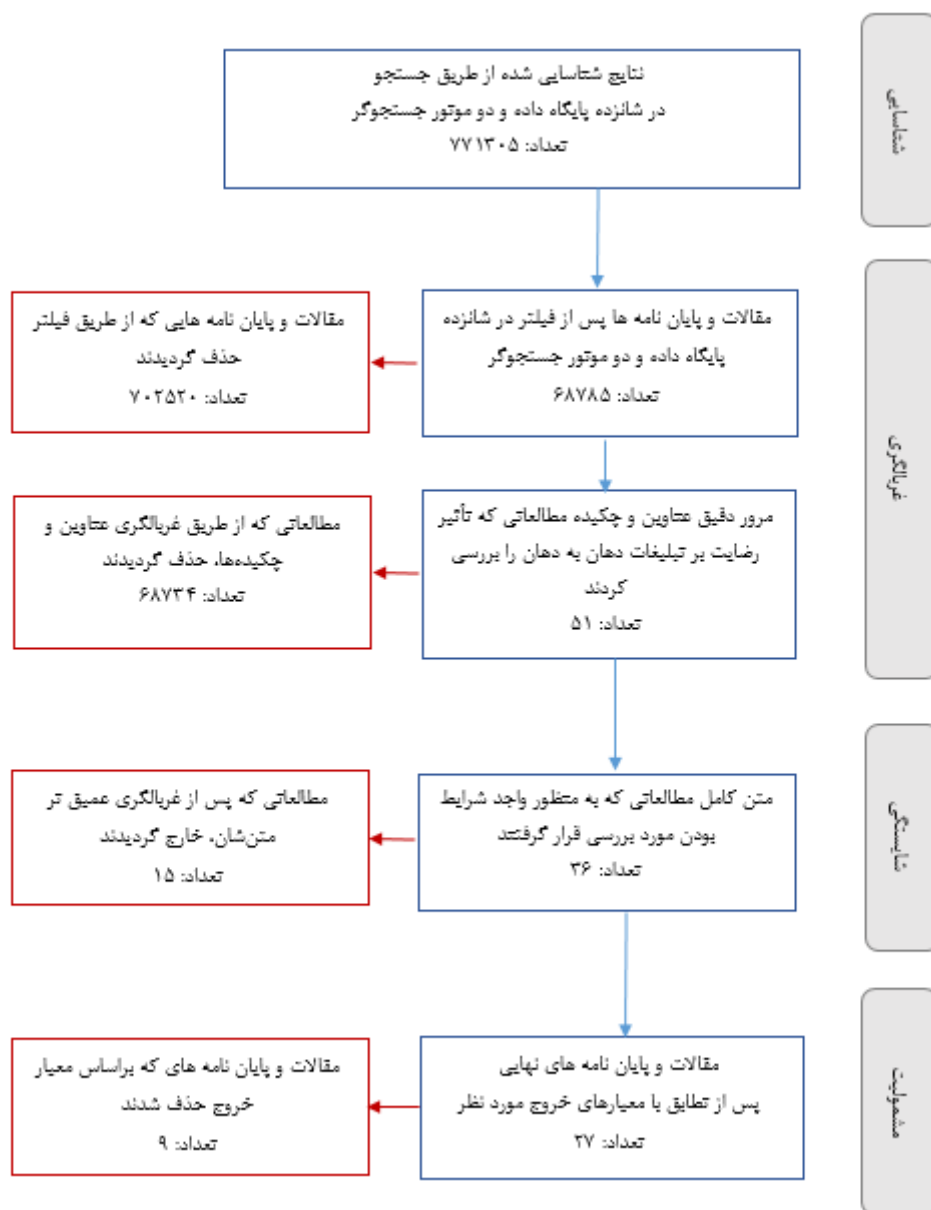 شناسایی
نتایج شناسایی شده از طریق جستجو
در شانزده پایگاه داده و دو موتور جستجوگر
تعداد: ۷۷۱۳۰۵
غربالگری
مقالات و پایان نامه ها پس از فیلتر در شانزده
پایگاه داده و دو موتور جستجوگر
تعداد: ۶۸۷۸۵
مقالات و پایان نامه هایی که از طریق فیلتر
حذف گردیدند
تعداد: ۷۰۲۵۲۰
مرور دقیق عناوین و چکیده مطالعاتی که تأثیر
رضایت بر تبلیغات دهان به دهان را بررسی
کردند
تعداد: ۵۱
مطالعاتی که از طریق غربالگری عناوین و
چکیده‌ها، حذف گردیدند
تعداد: ۶۸۷۳۴
شایستگی
متن کامل مطالعاتی که به منظور واجد شرایط
بودن مورد بررسی قرار گرفتند
تعداد: ۳۶
مطالعاتی که پس از غربالگری عمیق تر
متن‌شان، خارج گردیدند
تعداد: ۱۵
مشمولیت
مقالات و پایان نامه های نهایی
پس از تطابق با معیارهای خروج مورد نظر
تعداد: ۲۷
مقالات و پایان نامه های که براساس معیار
خروج حذف شدند
تعداد: ۹